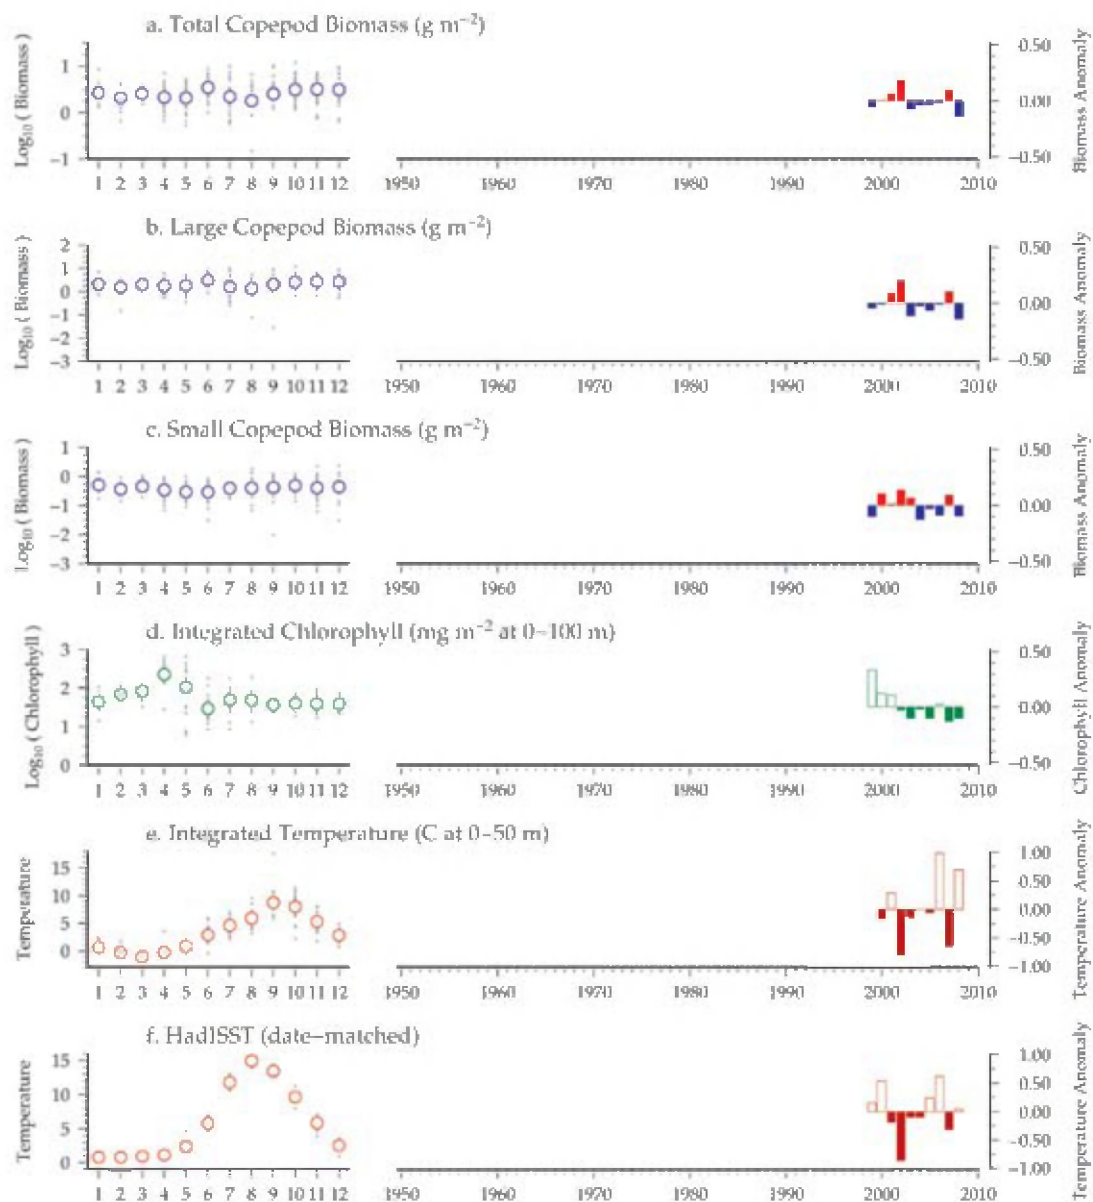 a. Total Copepod Biomass (g m⁻²)
Log₁₀ ( Biomass )
1
0
−1
1 2 3 4 5 6 7 8 9 10 11 12
1950 1960 1970 1980 1990 2000 2010
0.50
0.00
−0.50
Biomass Anomaly
b. Large Copepod Biomass (g m⁻²)
Log₁₀ ( Biomass )
2
1
0
−1
−2
−3
1 2 3 4 5 6 7 8 9 10 11 12
1950 1960 1970 1980 1990 2000 2010
0.50
0.00
−0.50
Biomass Anomaly
c. Small Copepod Biomass (g m⁻²)
Log₁₀ ( Biomass )
1
0
−1
−2
−3
1 2 3 4 5 6 7 8 9 10 11 12
1950 1960 1970 1980 1990 2000 2010
0.50
0.00
−0.50
Biomass Anomaly
d. Integrated Chlorophyll (mg m⁻² at 0–100 m)
Log₁₀ ( Chlorophyll )
3
2
1
0
1 2 3 4 5 6 7 8 9 10 11 12
1950 1960 1970 1980 1990 2000 2010
0.50
0.00
−0.50
Chlorophyll Anomaly
e. Integrated Temperature (C at 0–50 m)
Temperature
15
10
5
0
1 2 3 4 5 6 7 8 9 10 11 12
1950 1960 1970 1980 1990 2000 2010
1.00
0.50
0.00
−0.50
−1.00
Temperature Anomaly
f. HadISST (date−matched)
Temperature
15
10
5
0
1 2 3 4 5 6 7 8 9 10 11 12
1950 1960 1970 1980 1990 2000 2010
1.00
0.50
0.00
−0.50
−1.00
Temperature Anomaly